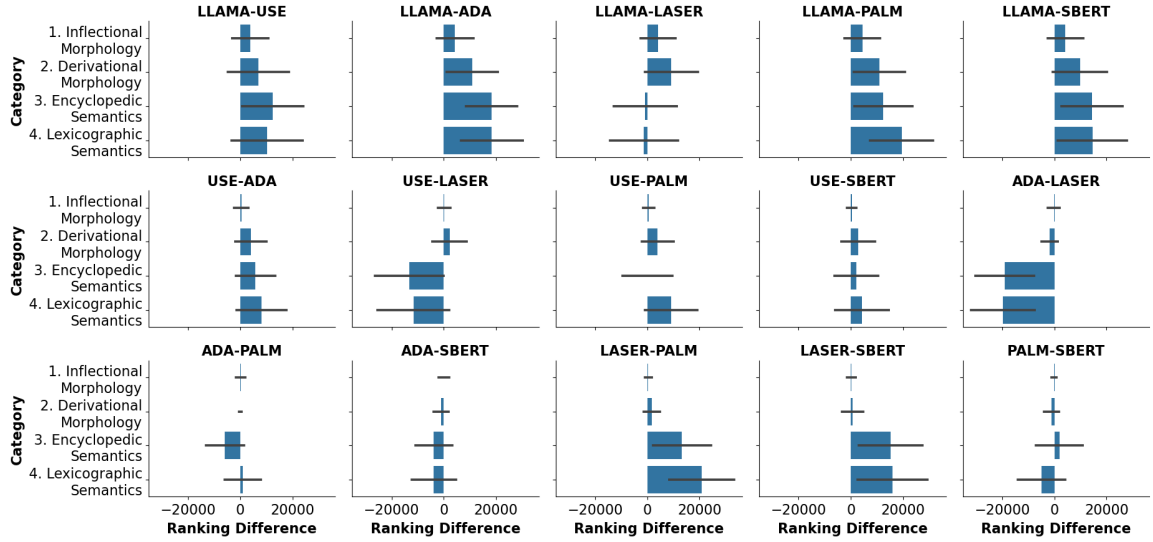 LLAMA-USE LLAMA-ADA LLAMA-LASER LLAMA-PALM LLAMA-SBERT
Category
1. Inflectional
Morphology
2. Derivational
Morphology
3. Encyclopedic
Semantics
4. Lexicographic
Semantics
USE-ADA USE-LASER USE-PALM USE-SBERT ADA-LASER
Category
1. Inflectional
Morphology
2. Derivational
Morphology
3. Encyclopedic
Semantics
4. Lexicographic
Semantics
ADA-PALM ADA-SBERT LASER-PALM LASER-SBERT PALM-SBERT
Category
1. Inflectional
Morphology
2. Derivational
Morphology
3. Encyclopedic
Semantics
4. Lexicographic
Semantics
−20000 0 20000 −20000 0 20000 −20000 0 20000 −20000 0 20000 −20000 0 20000
Ranking Difference Ranking Difference Ranking Difference Ranking Difference Ranking Difference